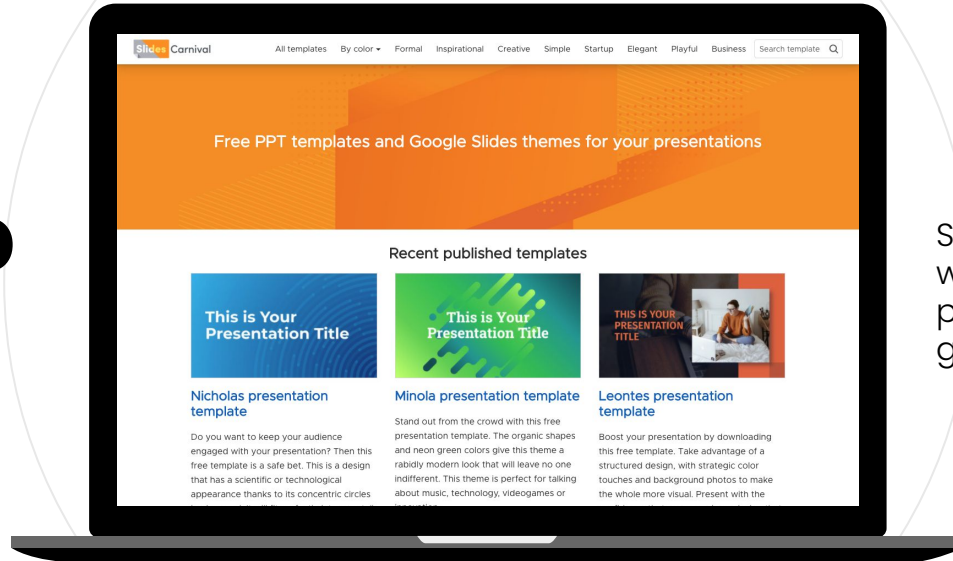 Slides Carnival
All templates By color Formal Inspirational Creative Simple Startup Elegant Playful Business Search template
Free PPT templates and Google Slides themes for your presentations
Recent published templates
This is Your
Presentation Title
This is Your
Presentation Title
THIS IS YOUR
PRESENTATION
TITLE
Nicholas presentation
template
Do you want to keep your audience
engaged with your presentation? Then this
free template is a safe bet. This is a design
that has a scientific or technological
appearance thanks to its concentric circles
Minola presentation template
Stand out from the crowd with this free
presentation template. The organic shapes
and neon green colors give this theme a
rabidly modern look that will leave no one
indifferent. This theme is perfect for talking
about music, technology, videogames or
Leontes presentation
template
Boost your presentation by downloading
this free template. Take advantage of a
structured design, with strategic color
touches and background photos to make
the whole more visual. Present with the